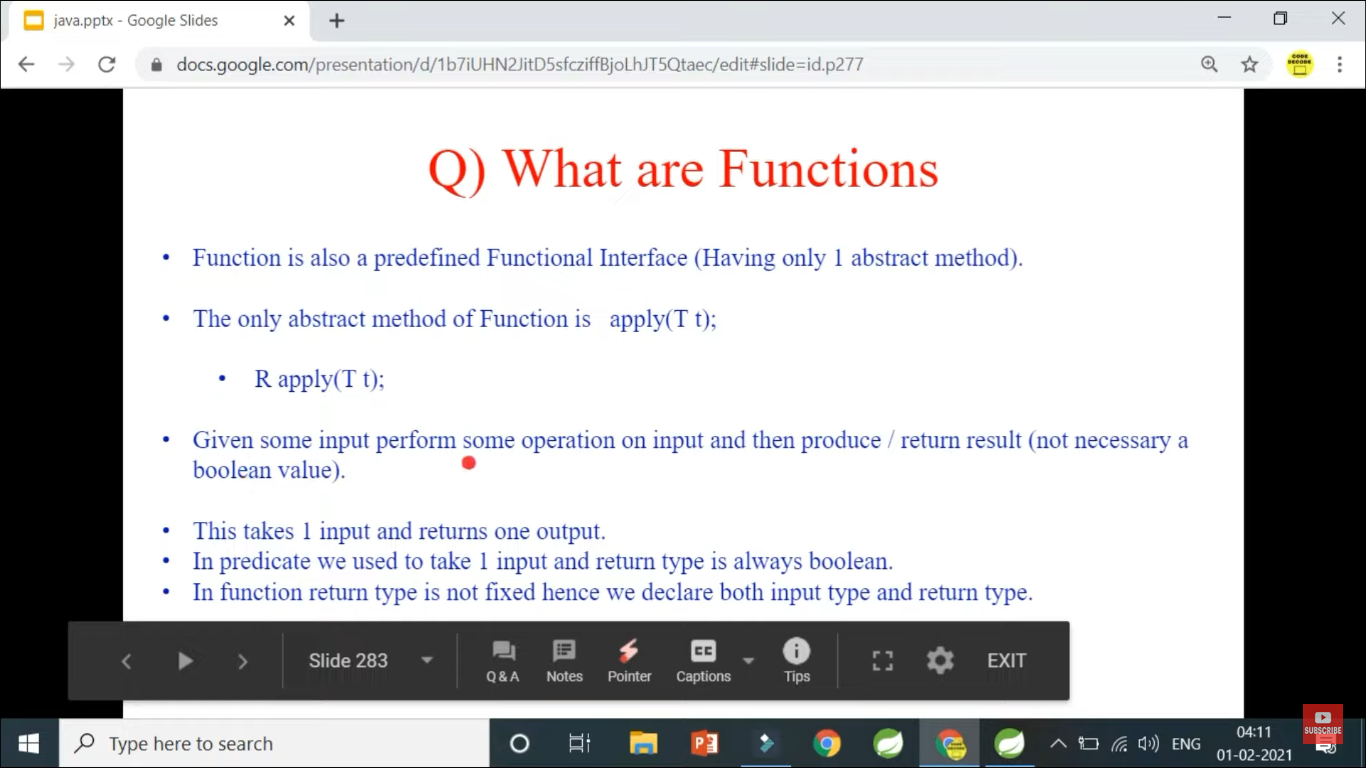 java.pptx - Google Slides
docs.google.com/presentation/d/1b7iUHN2JitD5sfcziffBjoLhJT5Qtaec/edit#slide=id.p277
CODE
DECODE
Q) What are Functions
• Function is also a predefined Functional Interface (Having only 1 abstract method).
• The only abstract method of Function is apply(T t);
• R apply(T t);
• Given some input perform some operation on input and then produce / return result (not necessary a
boolean value).
• This takes 1 input and returns one output.
• In predicate we used to take 1 input and return type is always boolean.
• In function return type is not fixed hence we declare both input type and return type.
Slide 283
Q & A
Notes
Pointer
CC
Captions
Tips
EXIT
Type here to search
ENG
04:11
01-02-2021
SUBSCRIBE